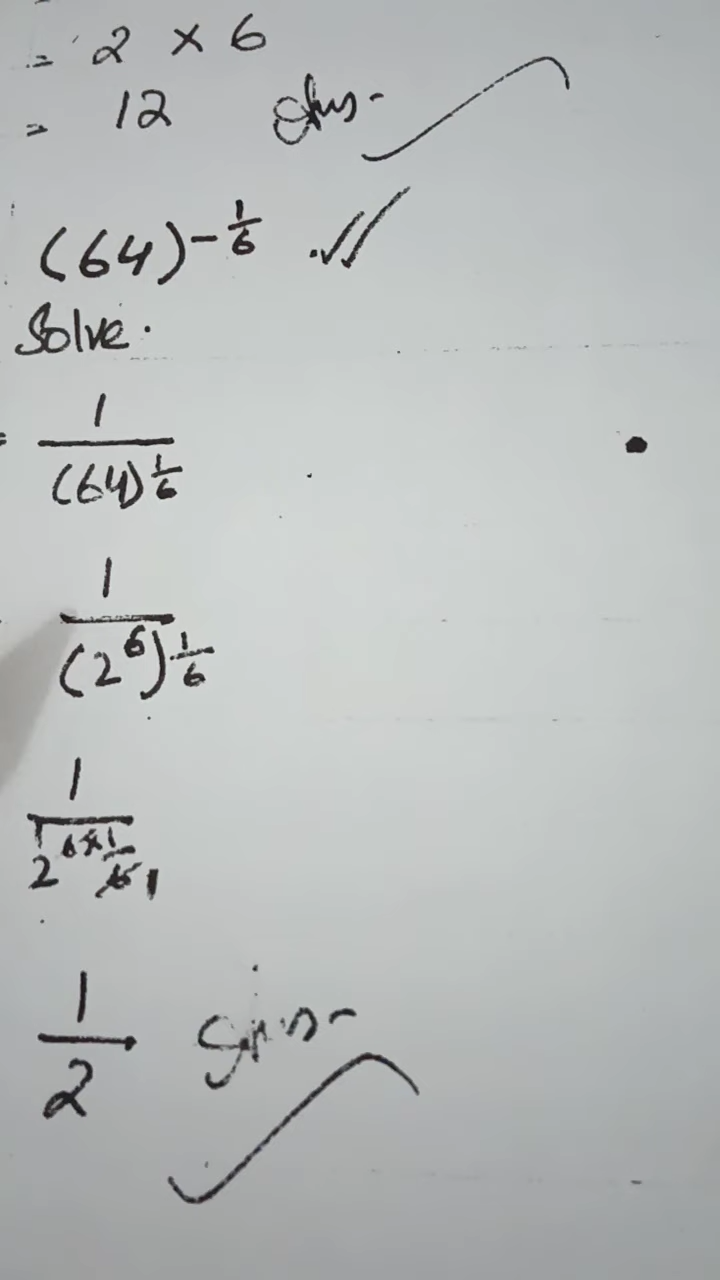 = 2 × 6
= 12 Ans-
(64)^{-1/6}
Solve.
= 1/(64)^{1/6}
1/(2^6)^{1/6}
1/2^{6×1/6} 1
1/2 Ans-